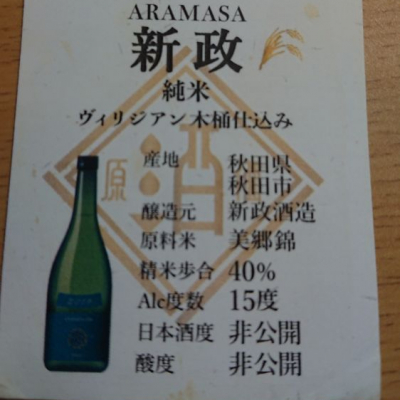 ARAMASA
新政
純米
ヴィリジアン木桶仕込み
産地 秋田県
秋田市
醸造元 新政酒造
原料米 美郷錦
精米歩合 40%
Alc度数 15度
日本酒度 非公開
酸度 非公開
原 酒